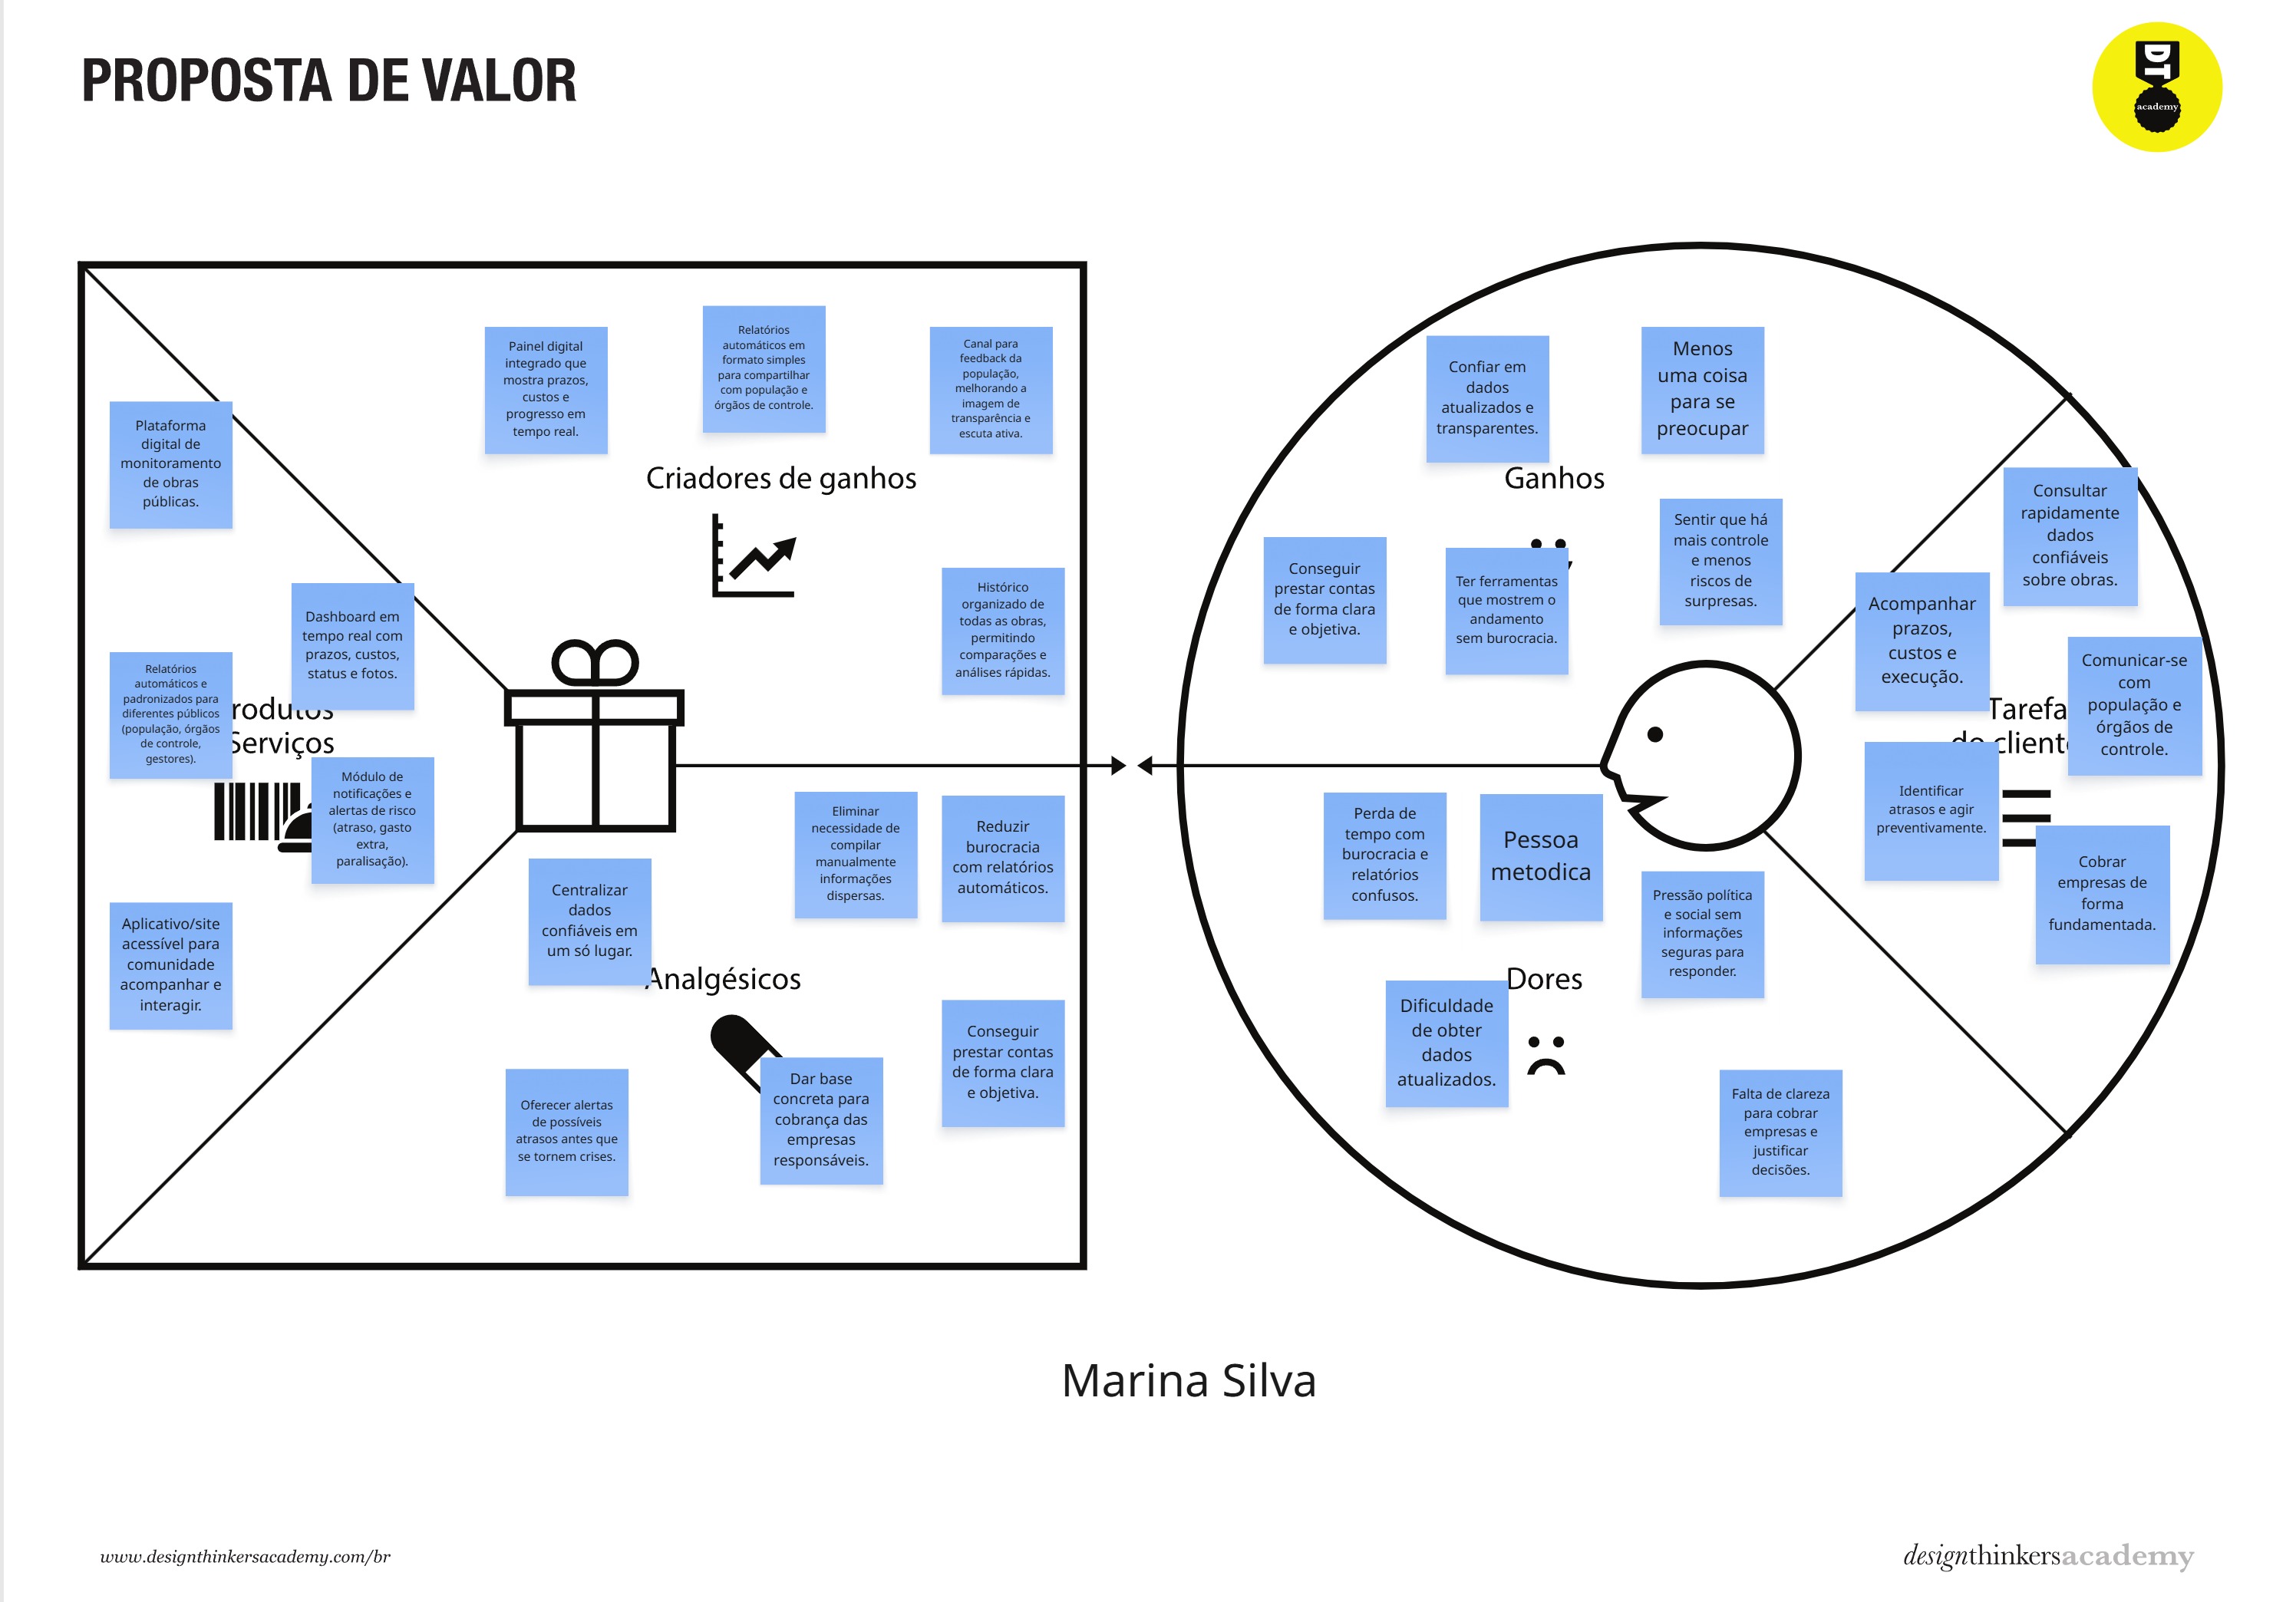 PROPOSTA DE VALOR
DT
academy
Painel digital
integrado que
mostra prazos,
custos e
progresso em
tempo real.
Relatórios
automáticos em
formato simples
para compartilhar
com população e
órgãos de controle.
Canal para
feedback da
população,
melhorando a
imagem de
transparência e
escuta ativa.
Criadores de ganhos
Histórico
organizado de
todas as obras,
permitindo
comparações e
análises rápidas.
Plataforma
digital de
monitoramento
de obras
públicas.
Dashboard em
tempo real com
prazos, custos,
status e fotos.
Relatórios
automáticos e
padronizados para
diferentes públicos
(população, órgãos
de controle,
gestores).
rodutos
Serviços
Módulo de
notificações e
alertas de risco
(atraso, gasto
extra,
paralisação).
Aplicativo/site
acessível para
comunidade
acompanhar e
interagir.
Eliminar
necessidade de
compilar
manualmente
informações
dispersas.
Reduzir
burocracia
com relatórios
automáticos.
Centralizar
dados
confiáveis em
um só lugar.
Analgésicos
Conseguir
prestar contas
de forma clara
e objetiva.
Dar base
concreta para
cobrança das
empresas
responsáveis.
Oferecer alertas
de possíveis
atrasos antes que
se tornem crises.
Confiar em
dados
atualizados e
transparentes.
Menos
uma coisa
para se
preocupar
Ganhos
Conseguir
prestar contas
de forma clara
e objetiva.
Ter ferramentas
que mostrem o
andamento
sem burocracia.
Sentir que há
mais controle
e menos
riscos de
surpresas.
Consultar
rapidamente
dados
confiáveis
sobre obras.
Acompanhar
prazos,
custos e
execução.
Comunicar-se
com
população e
órgãos de
controle.
Tarefa
do cliente
Identificar
atrasos e agir
preventivamente.
Cobrar
empresas de
forma
fundamentada.
Perda de
tempo com
burocracia e
relatórios
confusos.
Pessoa
metodica
Pressão política
e social sem
informações
seguras para
responder.
Dores
Dificuldade
de obter
dados
atualizados.
Falta de clareza
para cobrar
empresas e
justificar
decisões.
Marina Silva
www.designthinkersacademy.com/br
designthinkersacademy